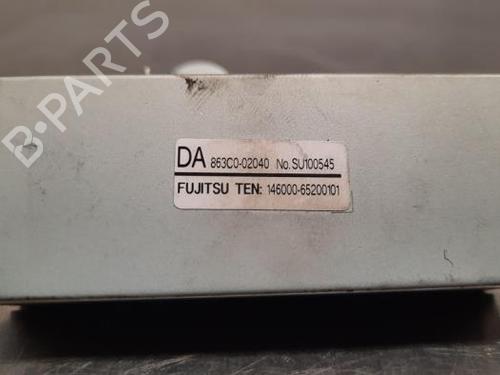 DA 863C0-02040 No.SU100545
FUJITSU TEN: 146000-65200101
B-PARTS